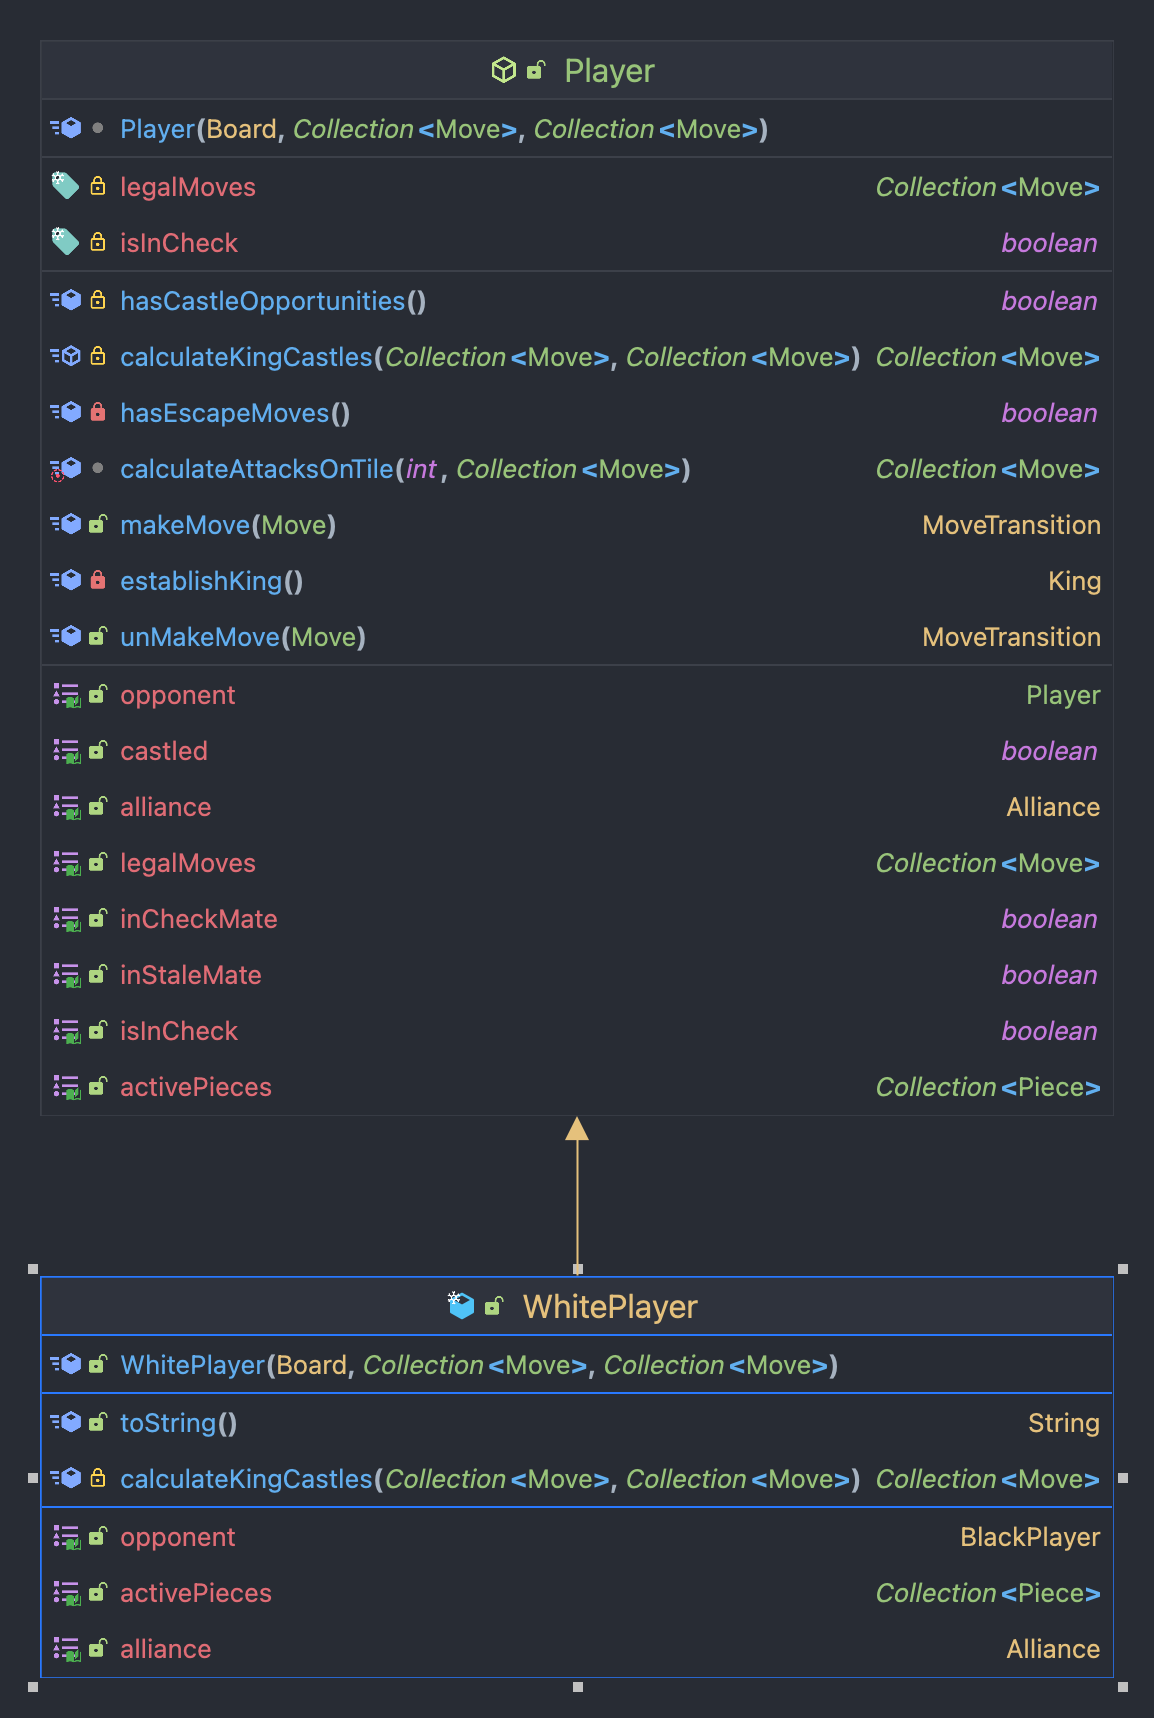 Player
Player(Board, Collection<Move>, Collection<Move>)
legalMoves Collection<Move>
isInCheck boolean
hasCastleOpportunities() boolean
calculateKingCastles(Collection<Move>, Collection<Move>) Collection<Move>
hasEscapeMoves() boolean
calculateAttacksOnTile(int, Collection<Move>) Collection<Move>
makeMove(Move) MoveTransition
establishKing() King
unMakeMove(Move) MoveTransition
opponent Player
castled boolean
alliance Alliance
legalMoves Collection<Move>
inCheckMate boolean
inStaleMate boolean
isInCheck boolean
activePieces Collection<Piece>
WhitePlayer
WhitePlayer(Board, Collection<Move>, Collection<Move>)
toString() String
calculateKingCastles(Collection<Move>, Collection<Move>) Collection<Move>
opponent BlackPlayer
activePieces Collection<Piece>
alliance Alliance